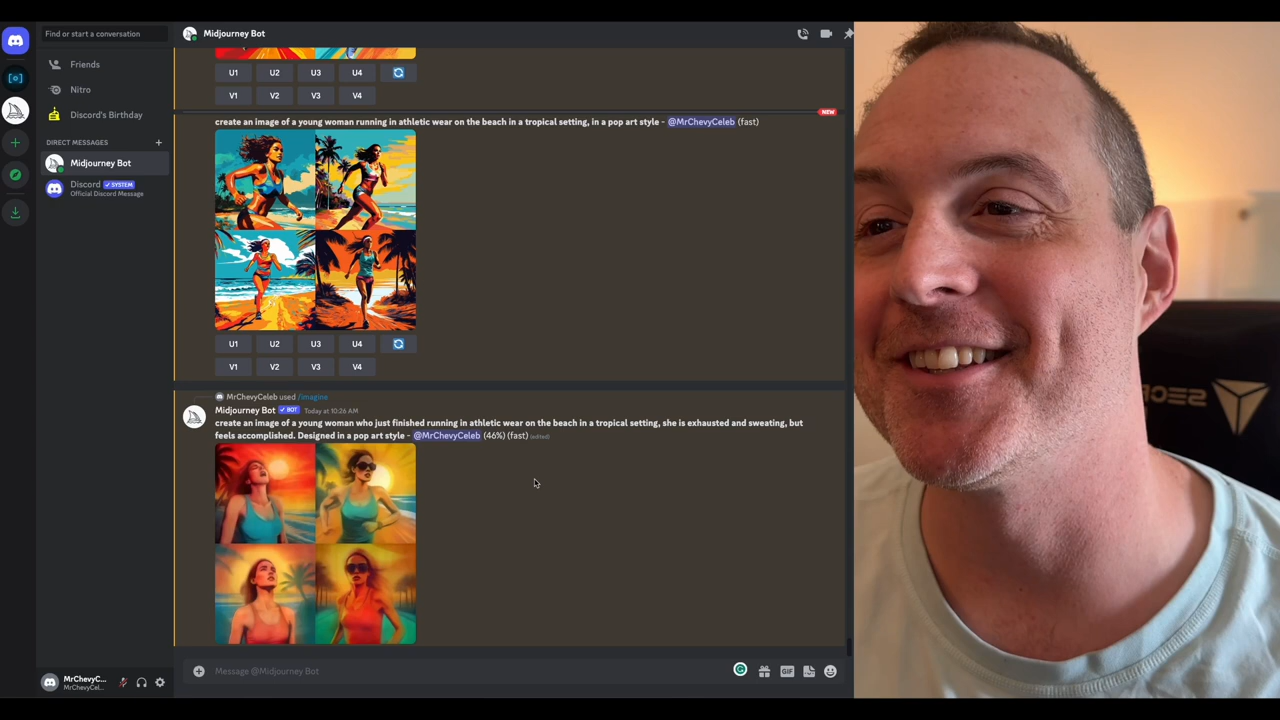 Find or start a conversation
Friends
Nitro
Discord's Birthday
DIRECT MESSAGES
Midjourney Bot
Discord SYSTEM
Official Discord Message
MrChevyC...
MrChevyCel...
Midjourney Bot
U1 U2 U3 U4
V1 V2 V3 V4
NEW
create an image of a young woman running in athletic wear on the beach in a tropical setting, in a pop art style - @MrChevyCeleb (fast)
U1 U2 U3 U4
V1 V2 V3 V4
MrChevyCeleb used /imagine
Midjourney Bot BOT Today at 10:26 AM
create an image of a young woman who just finished running in athletic wear on the beach in a tropical setting, she is exhausted and sweating, but
feels accomplished. Designed in a pop art style - @MrChevyCeleb (46%) (fast) (edited)
Message @Midjourney Bot
GIF
SEC